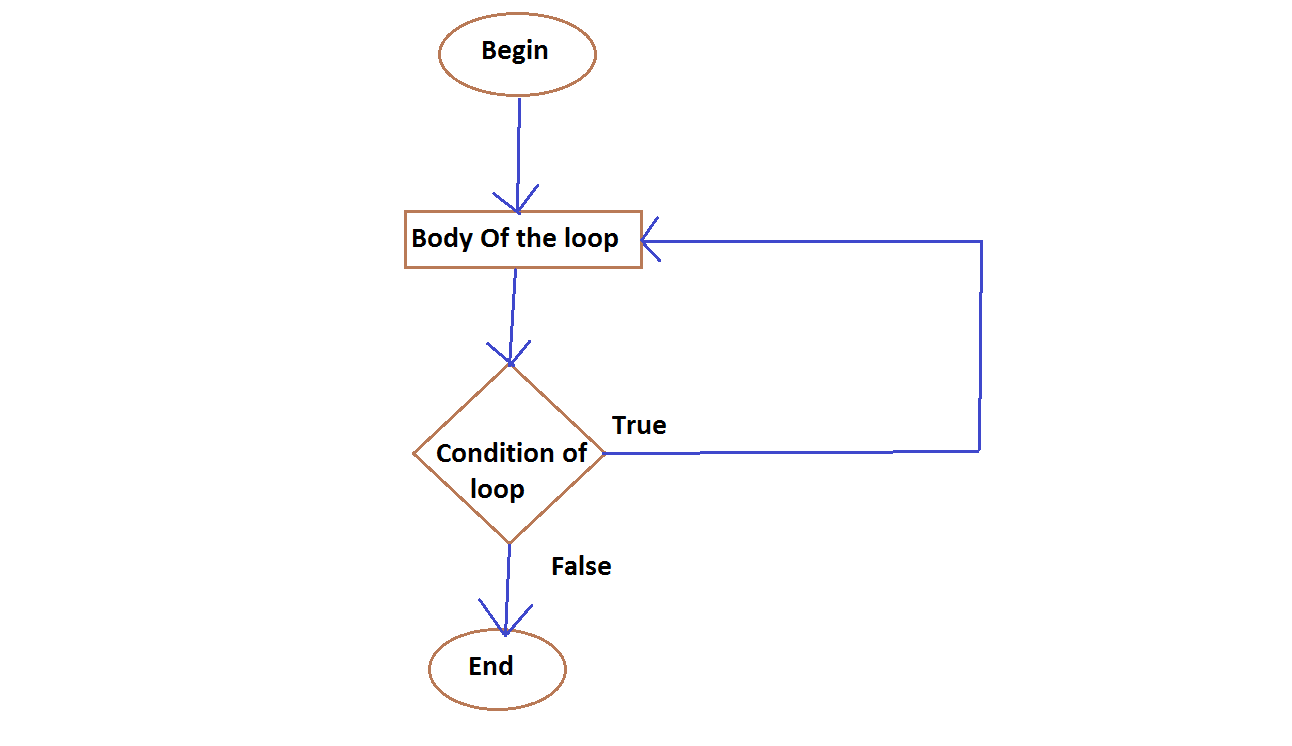 Begin
Body Of the loop
True
Condition of
loop
False
End